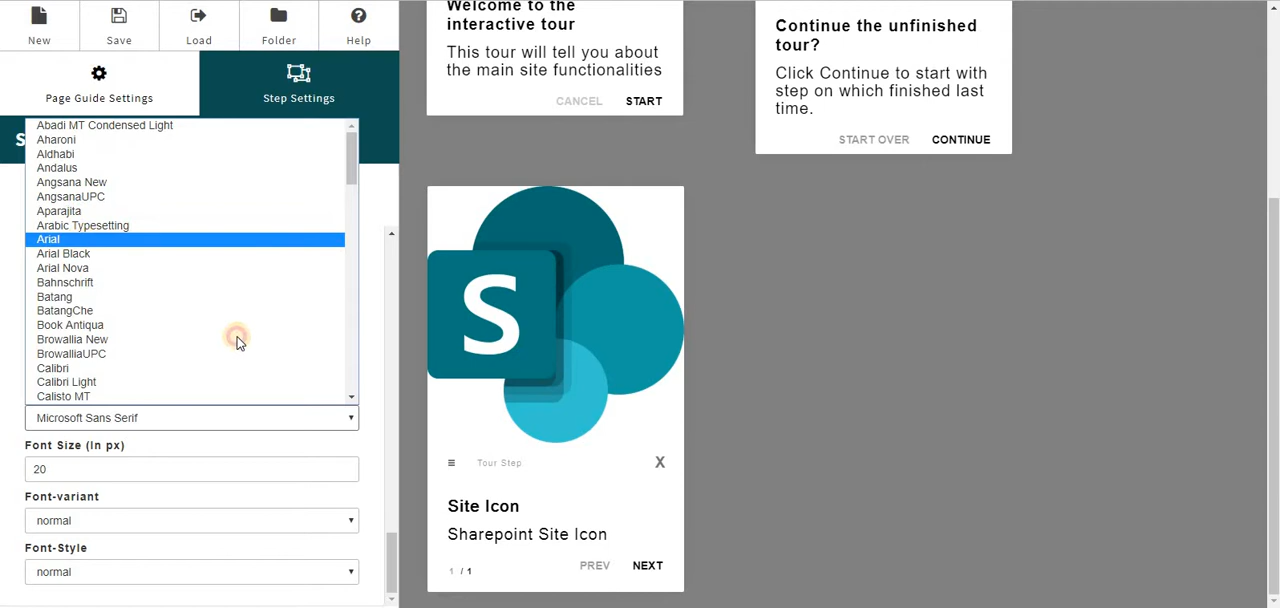 New
Save
Load
Folder
Help
Page Guide Settings
Step Settings
S
Abadi MT Condensed Light
Aharoni
Aldhabi
Andalus
Angsana New
AngsanaUPC
Aparajita
Arabic Typesetting
Arial
Arial Black
Arial Nova
Bahnschrift
Batang
BatangChe
Book Antiqua
Browallia New
BrowalliaUPC
Calibri
Calibri Light
Calisto MT
Microsoft Sans Serif
Font Size (In px)
20
Font-variant
normal
Font-Style
normal
Welcome to the
interactive tour
This tour will tell you about
the main site functionalities
CANCEL START
Continue the unfinished
tour?
Click Continue to start with
step on which finished last
time.
START OVER CONTINUE
S
Tour Step X
Site Icon
Sharepoint Site Icon
1 / 1 PREV NEXT